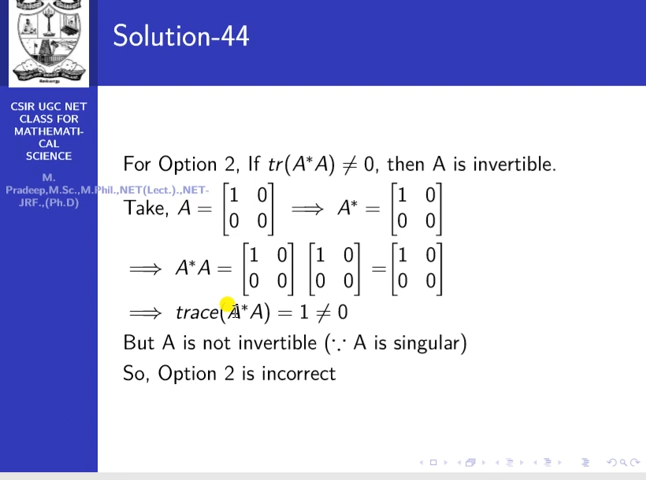 Solution-44
CSIR UGC NET
CLASS FOR
MATHEMATI-
CAL
SCIENCE
M.
Pradeep,M.Sc.,M.Phil.,NET(Lect.).,NET-
JRF.,(Ph.D)
For Option 2, If tr(A*A) ≠ 0, then A is invertible.
Take, A = [1 0; 0 0] ⟹ A* = [1 0; 0 0]
⟹ A*A = [1 0; 0 0] [1 0; 0 0] = [1 0; 0 0]
⟹ trace(A*A) = 1 ≠ 0
But A is not invertible (∵ A is singular)
So, Option 2 is incorrect